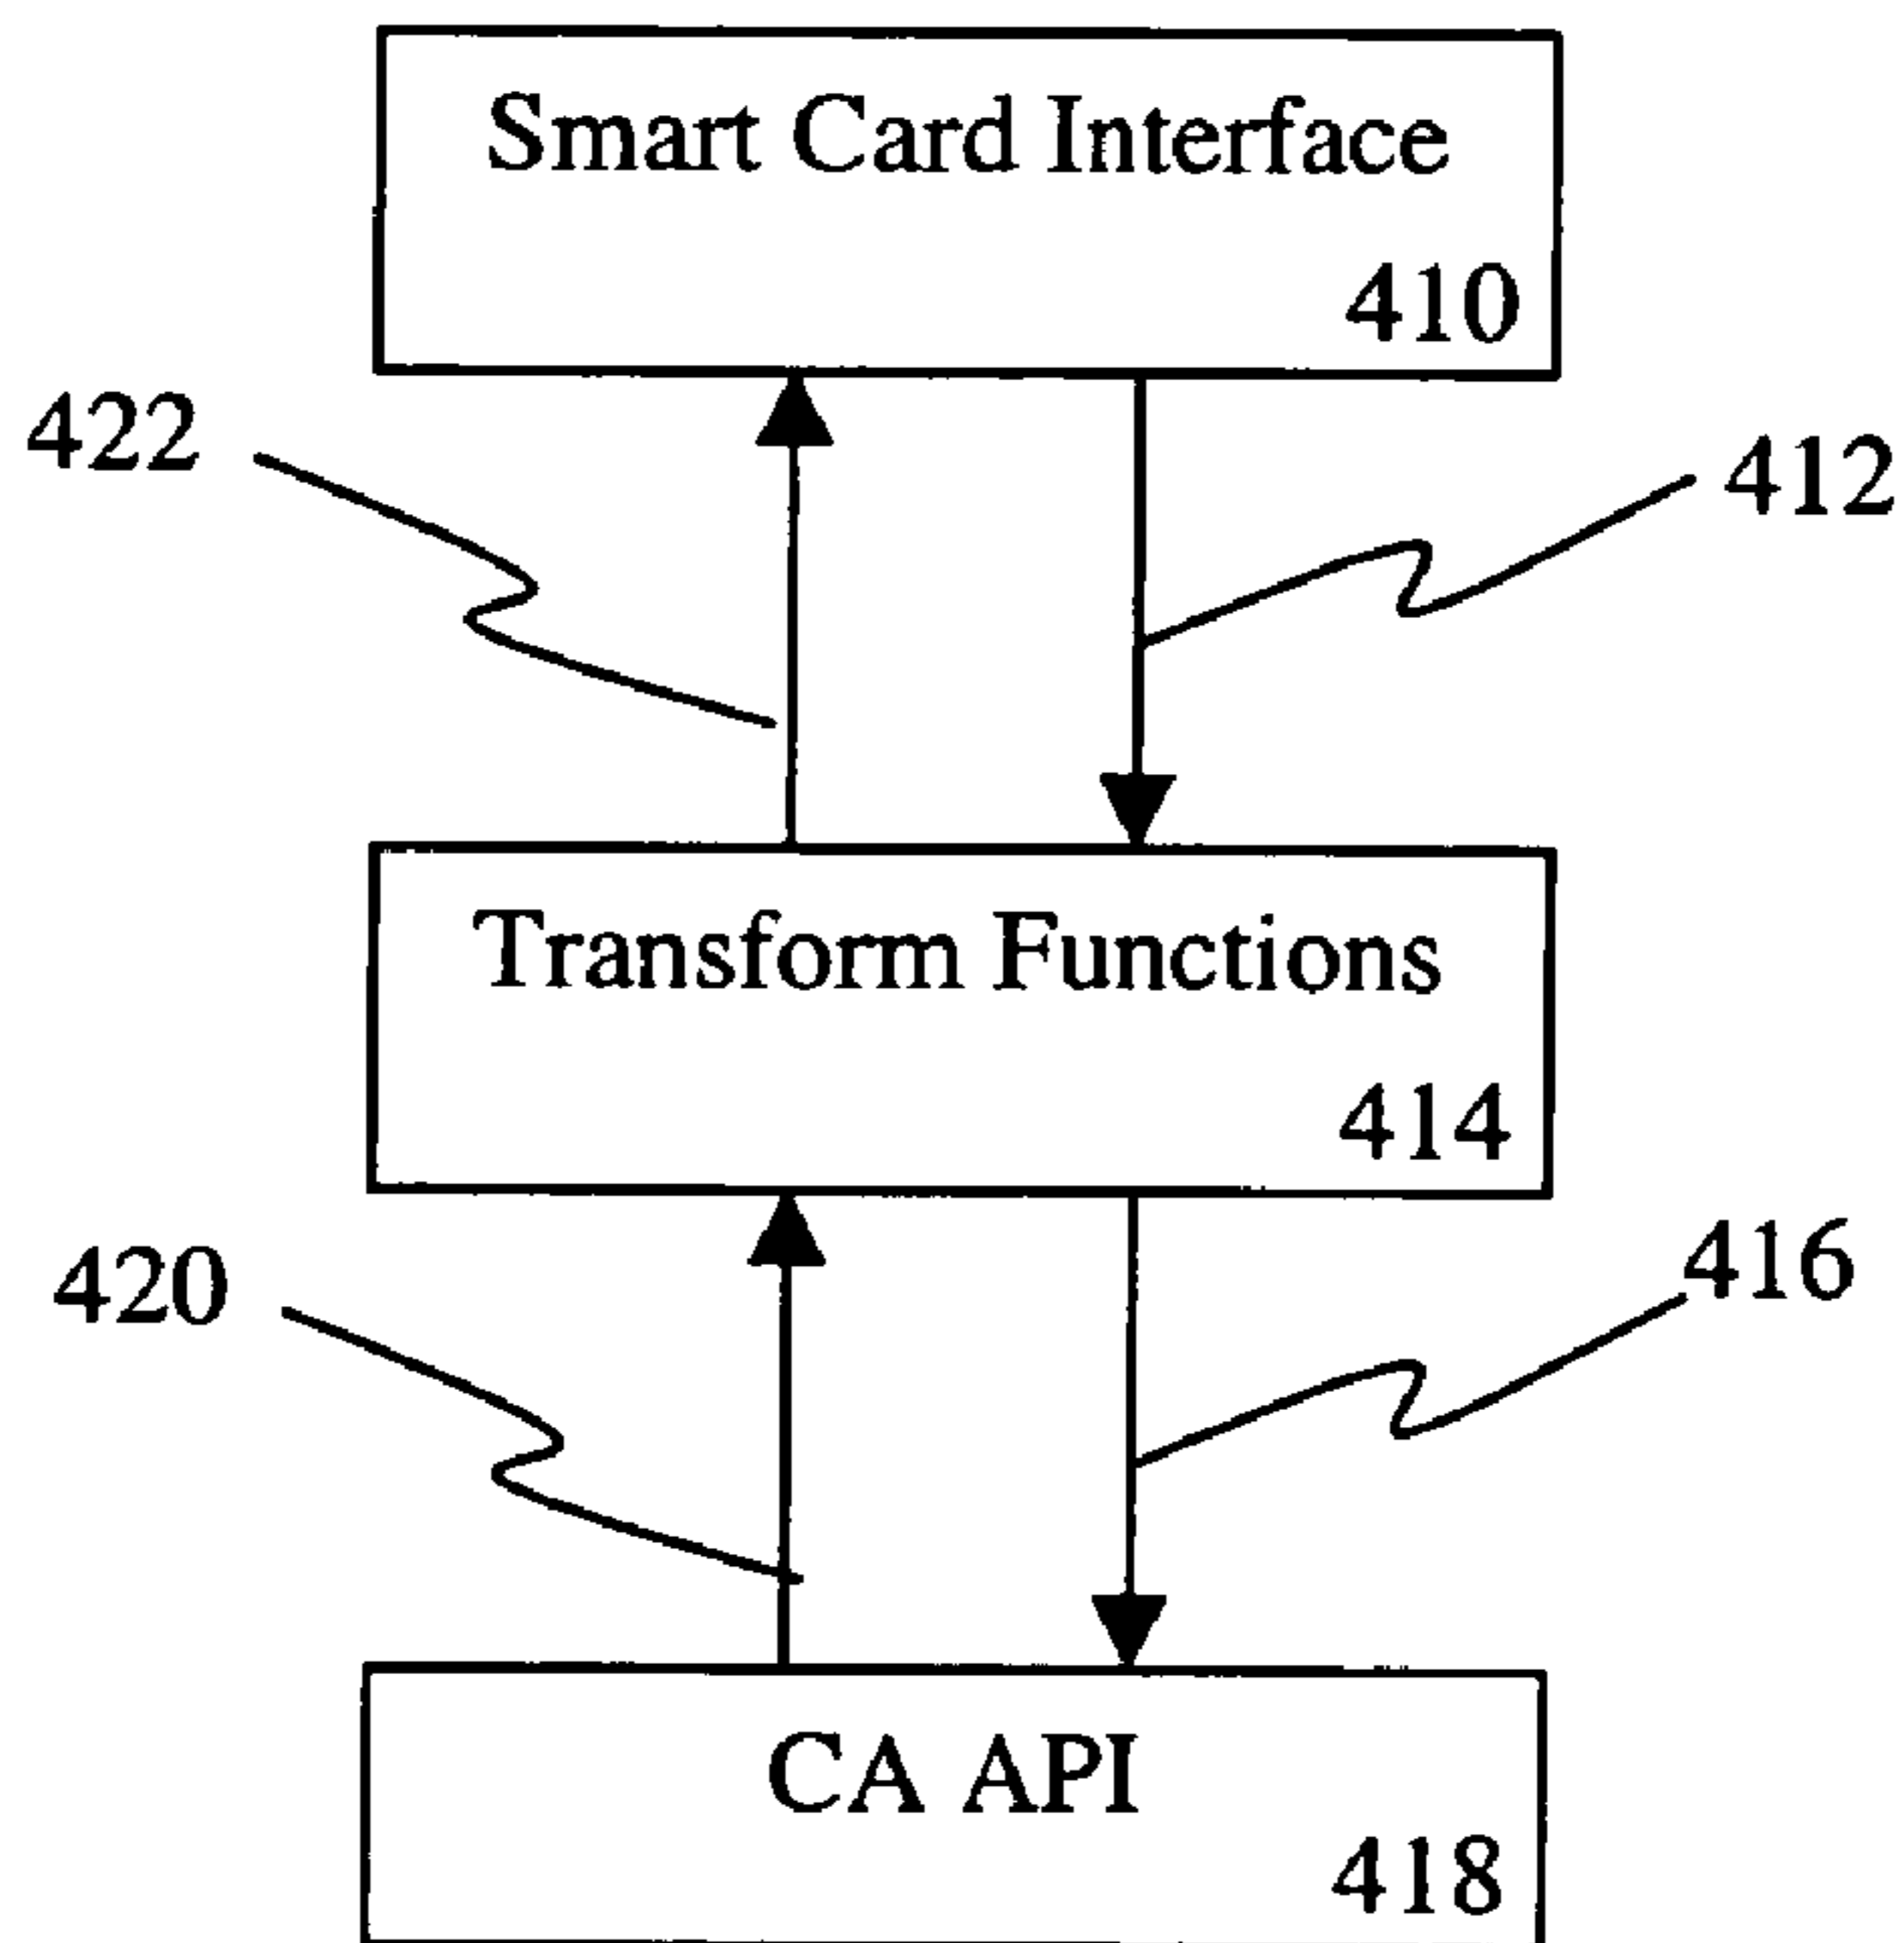 Smart Card Interface
410
422
412
Transform Functions
414
420
416
CA API
418